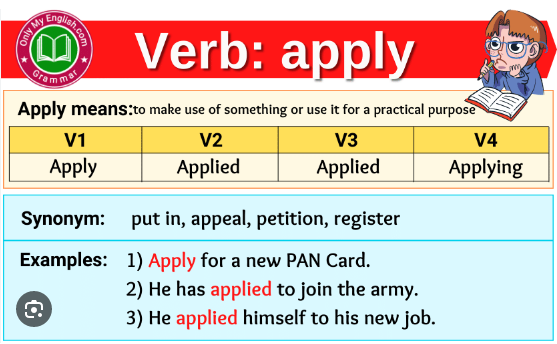 Only My English.com
Grammar
Verb: apply
Apply means:to make use of something or use it for a practical purpose
V1 V2 V3 V4
Apply Applied Applied Applying
Synonym: put in, appeal, petition, register
Examples: 1) Apply for a new PAN Card.
2) He has applied to join the army.
3) He applied himself to his new job.